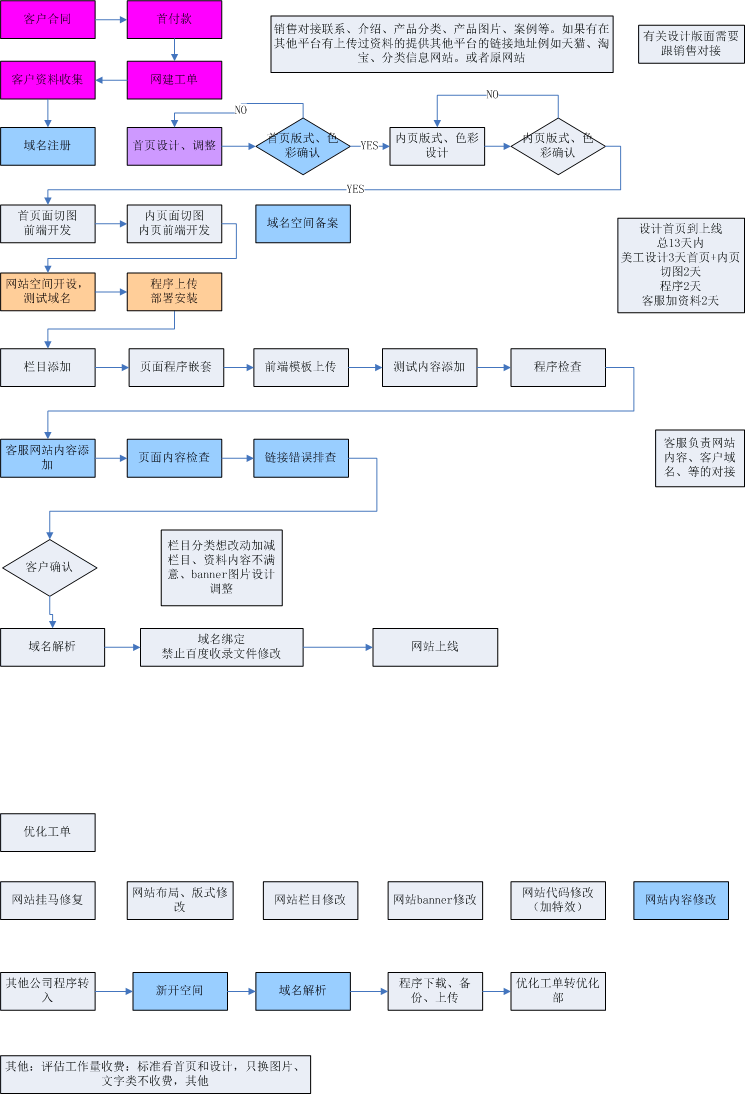 客户合同
首付款
销售对接联系、介绍、产品分类、产品图片、案例等。如果有在
其他平台有上传过资料的提供其他平台的链接地址例如天猫、淘
宝、分类信息网站。或者原网站
有关设计版面需要
跟销售对接
客户资料收集
网建工单
NO
NO
域名注册
首页设计、调整
首页版式、色
彩确认
YES
内页版式、色彩
设计
内页版式、色
彩确认
YES
首页面切图
前端开发
内页面切图
内页前端开发
域名空间备案
设计首页到上线
总13天内
美工设计3天首页+内页
切图2天
程序2天
客服加资料2天
网站空间开设，
测试域名
程序上传
部署安装
栏目添加
页面程序嵌套
前端模板上传
测试内容添加
程序检查
客服网站内容添
加
页面内容检查
链接错误排查
客服负责网站
内容、客户域
名、等的对接
客户确认
栏目分类想改动加减
栏目、资料内容不满
意、banner图片设计
调整
域名解析
域名绑定
禁止百度收录文件修改
网站上线
优化工单
网站挂马修复
网站布局、版式修
改
网站栏目修改
网站banner修改
网站代码修改
（加特效）
网站内容修改
其他公司程序转
入
新开空间
域名解析
程序下载、备
份、上传
优化工单转优化
部
其他：评估工作量收费；标准看首页和设计，只换图片、
文字类不收费，其他